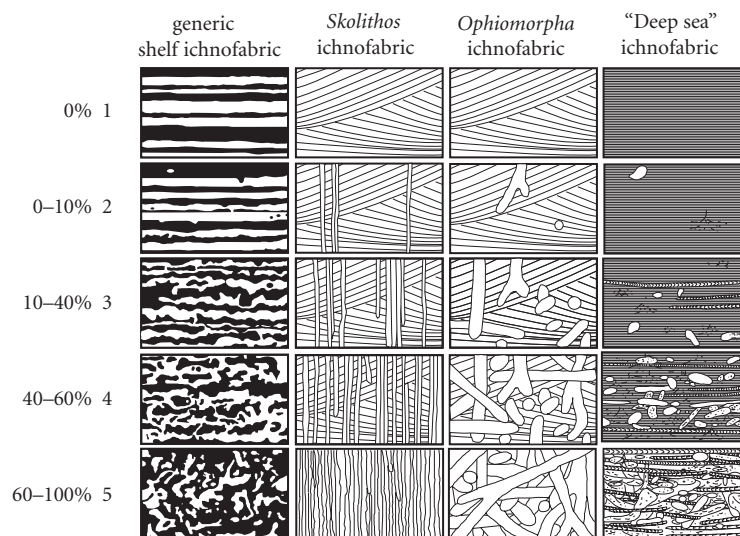 generic
shelf ichnofabric
Skolithos
ichnofabric
Ophiomorpha
ichnofabric
“Deep sea”
ichnofabric
0% 1
0–10% 2
10–40% 3
40–60% 4
60–100% 5